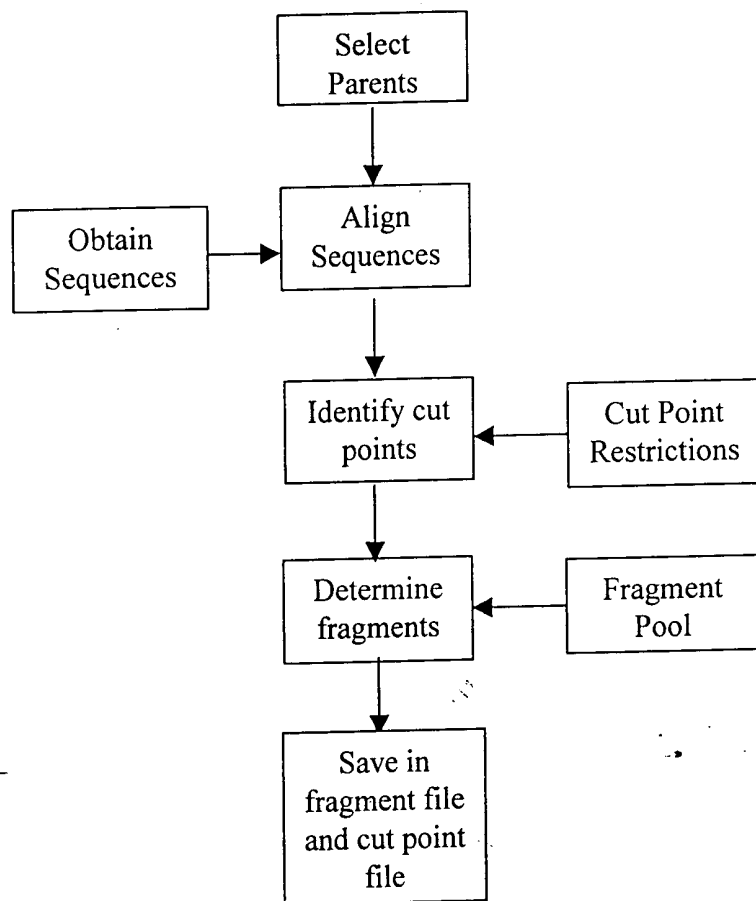 Select
Parents
Obtain
Sequences
Align
Sequences
Identify cut
points
Cut Point
Restrictions
Determine
fragments
Fragment
Pool
Save in
fragment file
and cut point
file